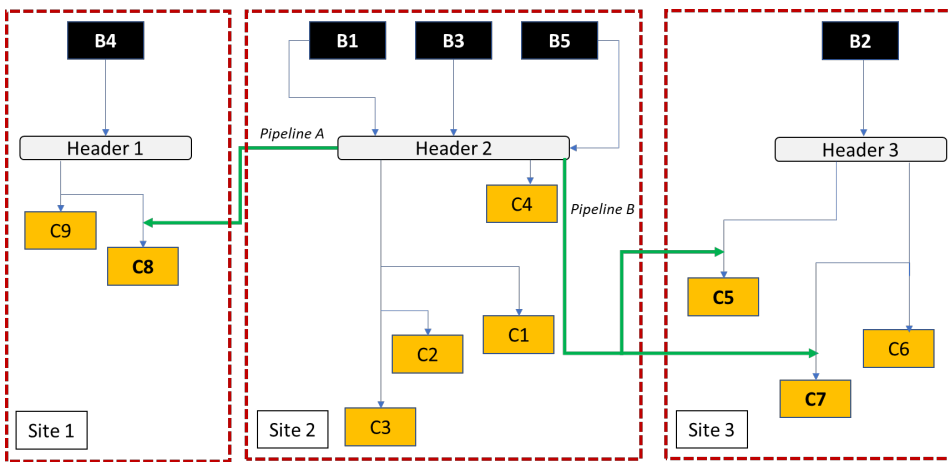 B4
B1
B3
B5
B2
Pipeline A
Header 1
Header 2
Header 3
C9
C8
C4
Pipeline B
C5
C1
C2
C6
C7
C3
Site 1
Site 2
Site 3